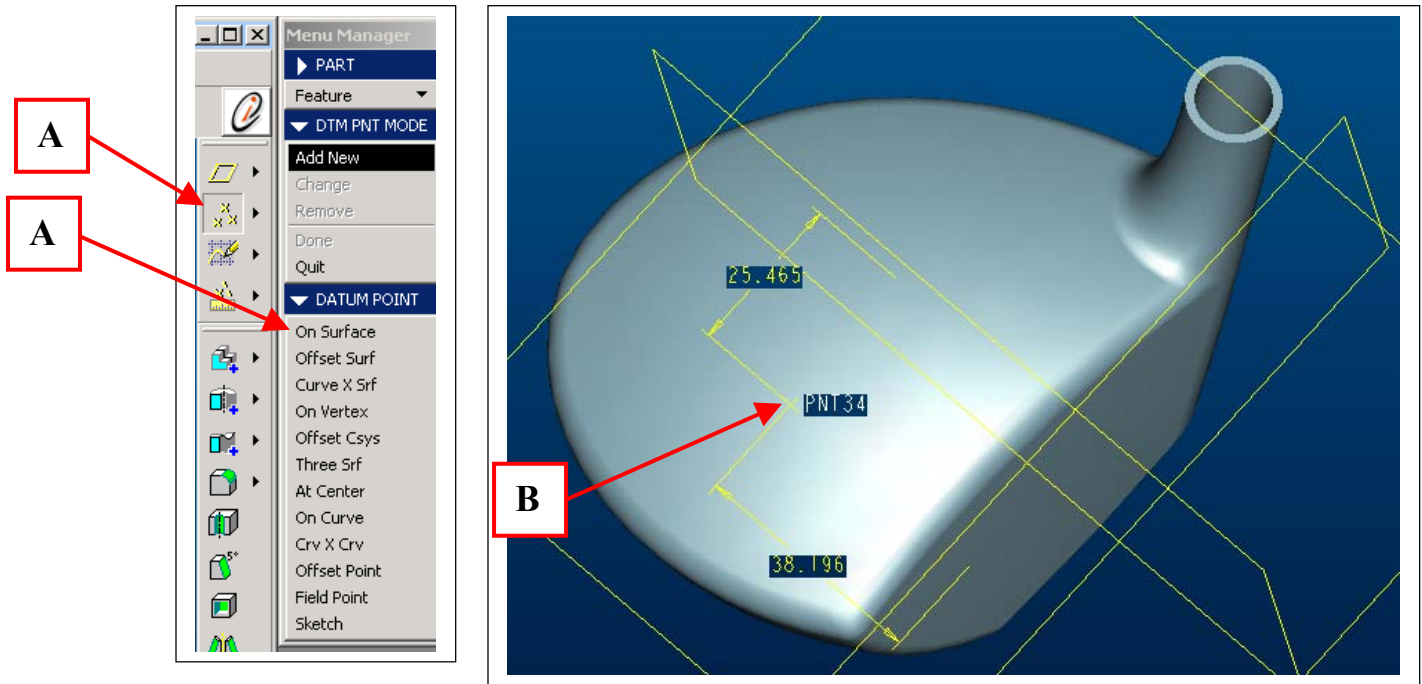 Menu Manager
PART
Feature
DTM PNT MODE
Add New
Change
Remove
Done
Quit
DATUM POINT
On Surface
Offset Surf
Curve X Srf
On Vertex
Offset Csys
Three Srf
At Center
On Curve
Crv X Crv
Offset Point
Field Point
Sketch
A
A
5°
25.465
PNT34
B
38.196